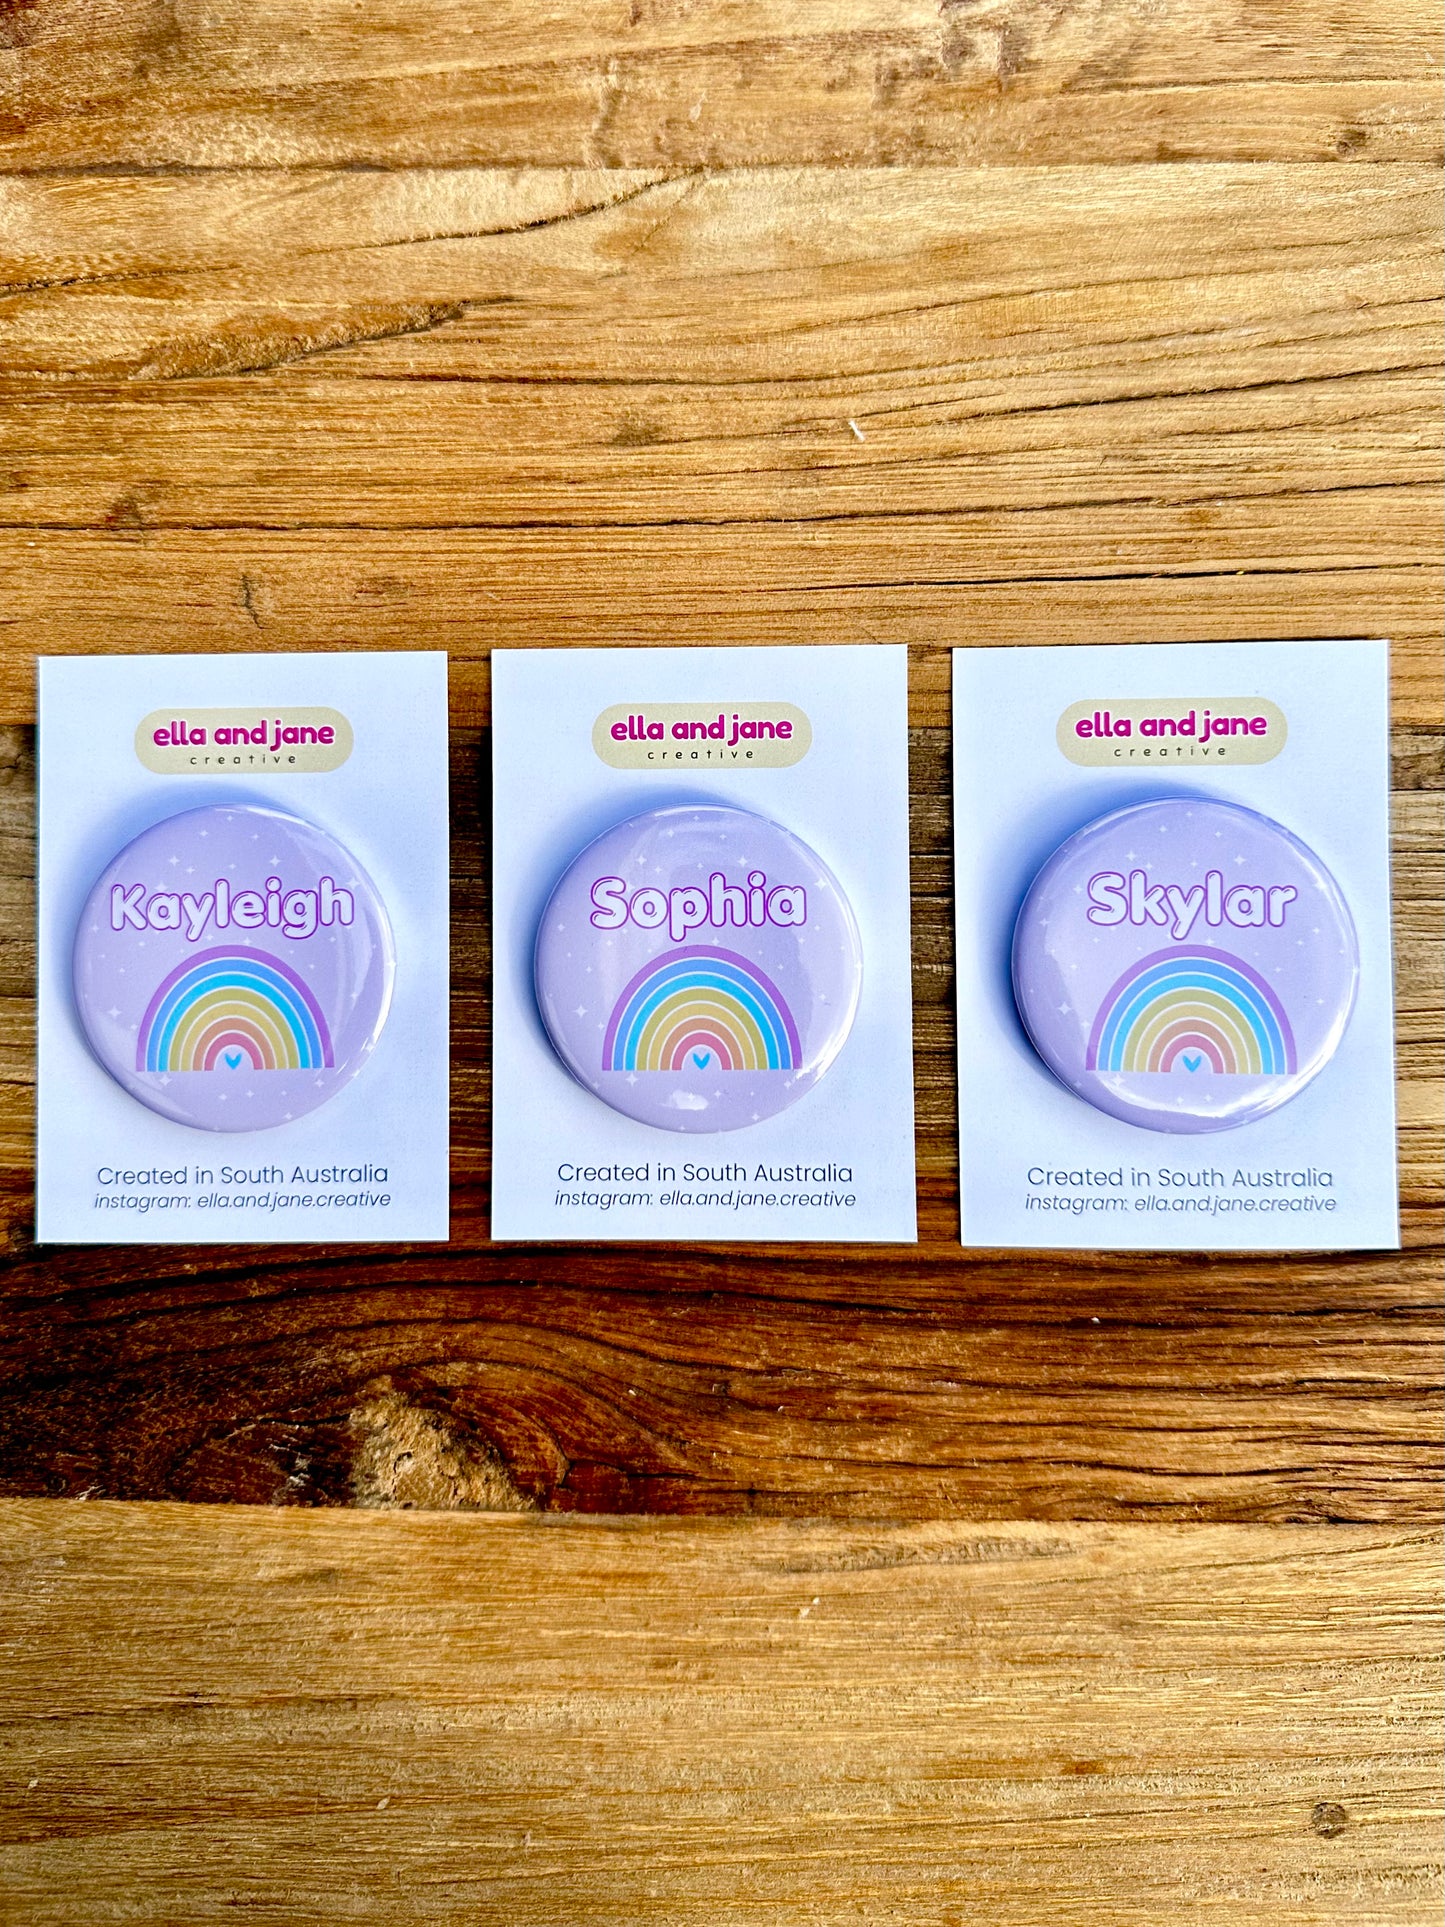 ella and jane
creative
Kayleigh
Created in South Australia
instagram: ella.and.jane.creative
ella and jane
creative
Sophia
Created in South Australia
instagram: ella.and.jane.creative
ella and jane
creative
Skylar
Created in South Australia
instagram: ella.and.jane.creative